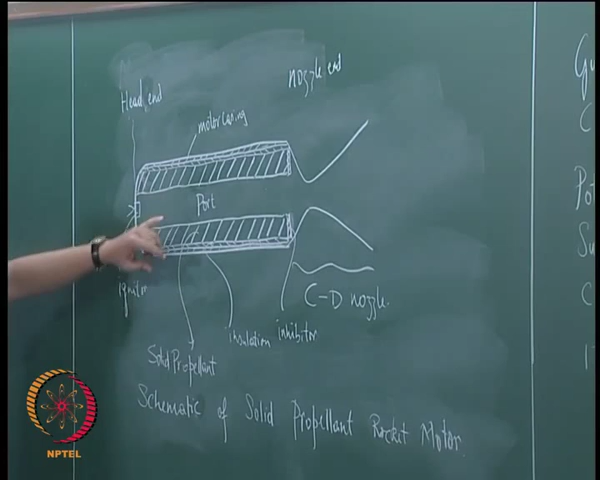 nozzle end
Head end
motor casing
Port
ignitor
C-D nozzle.
insulation
inhibitor
Solid Propellant
Schematic of Solid Propellant Rocket Motor.
NPTEL